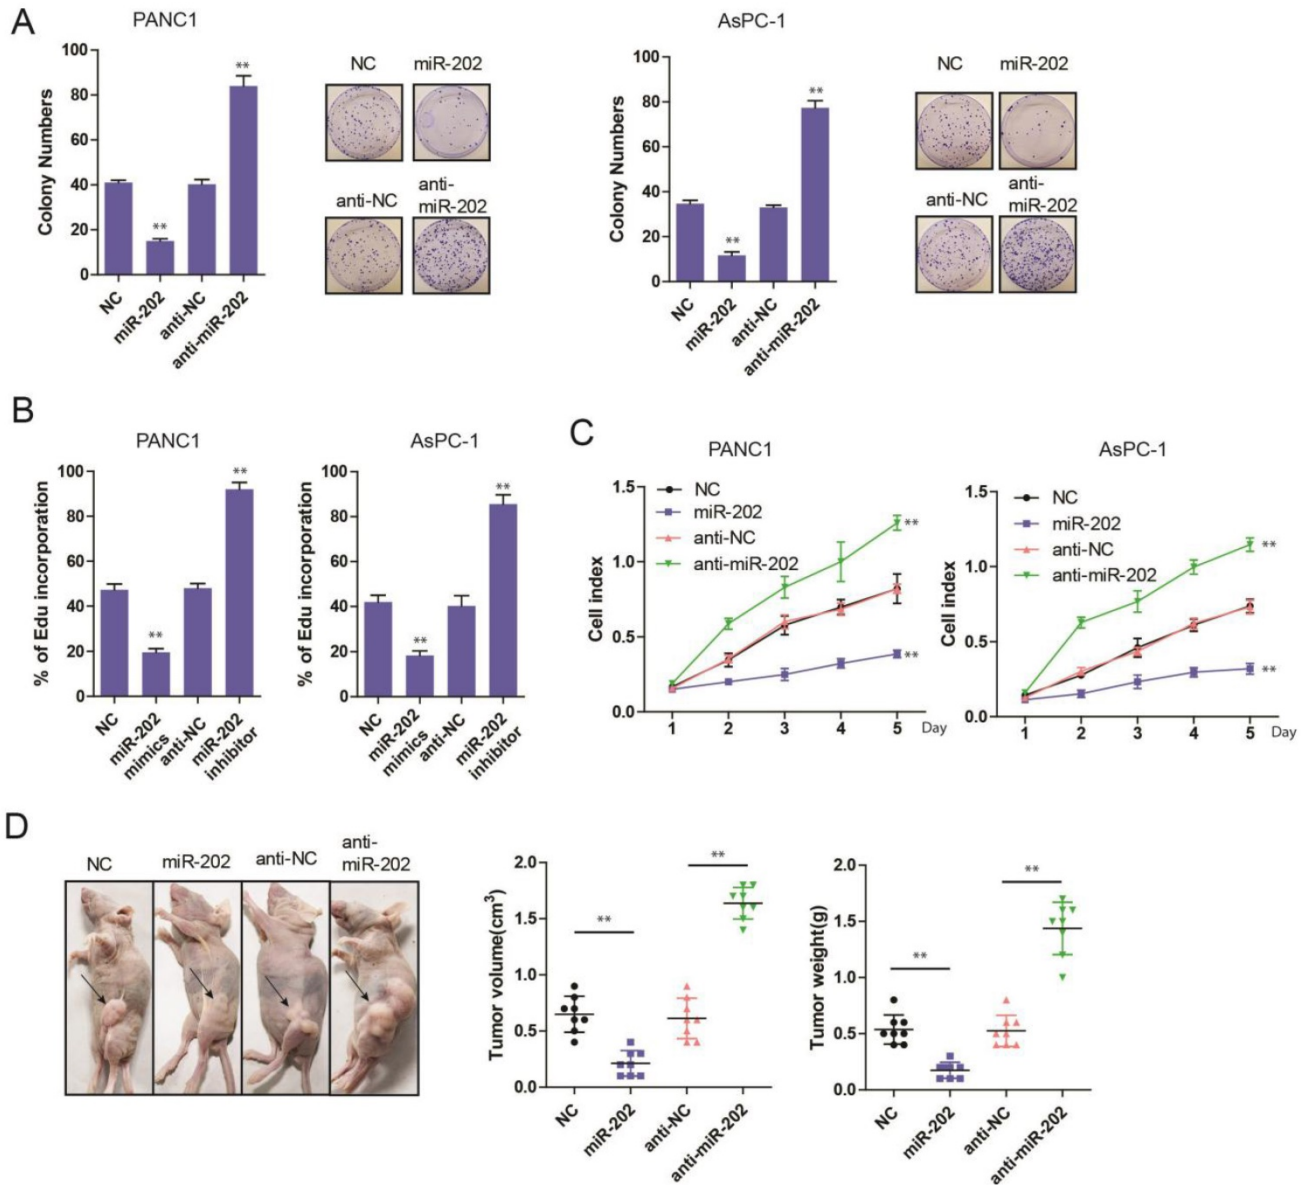 A
PANC1
AsPC-1
Colony Numbers
100
80
60
40
20
0
**
**
NC
miR-202
anti-NC
anti-miR-202
NC
miR-202
anti-NC
anti-
miR-202
Colony Numbers
100
80
60
40
20
0
**
**
NC
miR-202
anti-NC
anti-miR-202
NC
miR-202
anti-NC
anti-
miR-202
B
PANC1
% of Edu incorporation
100
80
60
40
20
0
**
**
NC
miR-202
mimics
anti-NC
miR-202
inhibitor
AsPC-1
% of Edu incorporation
100
80
60
40
20
0
**
**
NC
miR-202
mimics
anti-NC
miR-202
inhibitor
C
PANC1
Cell index
1.5
1.0
0.5
0.0
NC
miR-202
anti-NC
anti-miR-202
**
**
1 2 3 4 5 Day
AsPC-1
Cell index
1.5
1.0
0.5
0.0
NC
miR-202
anti-NC
anti-miR-202
**
**
1 2 3 4 5 Day
D
NC
miR-202
anti-NC
anti-
miR-202
Tumor volume(cm³)
2.0
1.5
1.0
0.5
0.0
**
**
NC
miR-202
anti-NC
anti-miR-202
Tumor weight(g)
2.0
1.5
1.0
0.5
0.0
**
**
NC
miR-202
anti-NC
anti-miR-202